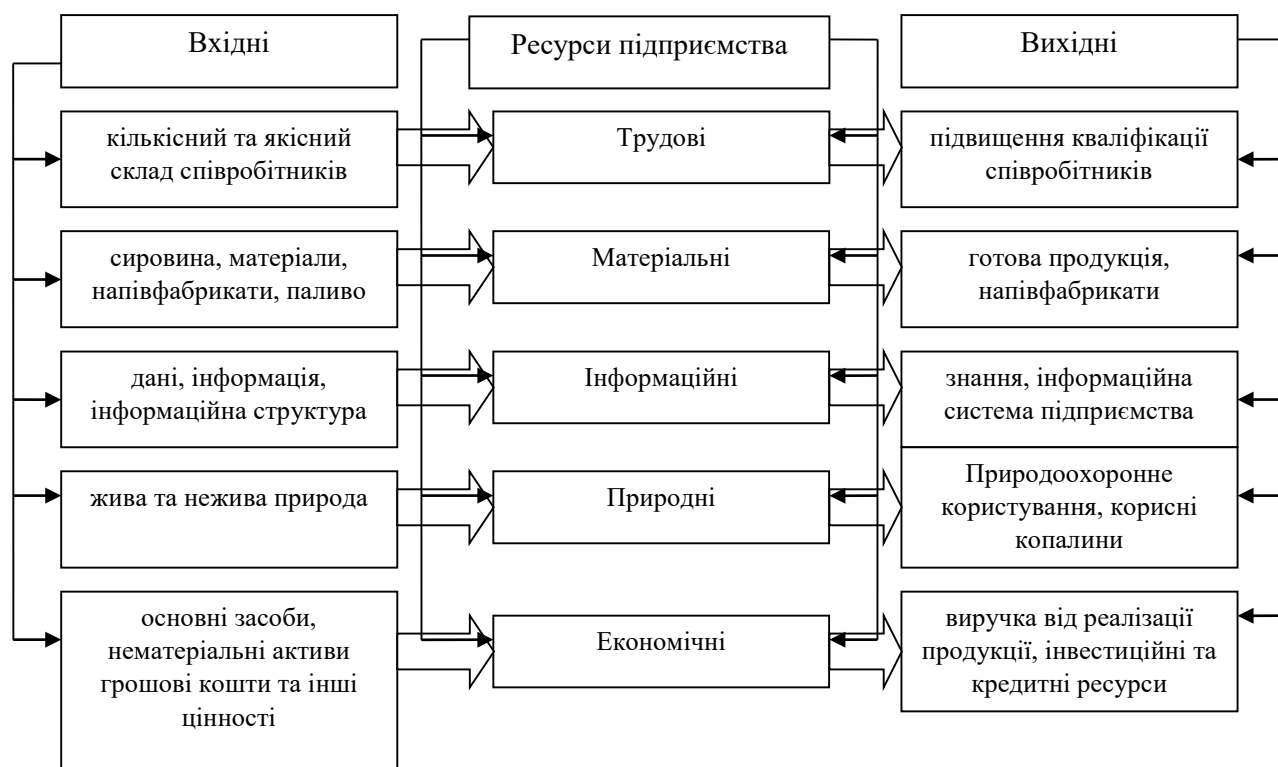 Вхідні
Ресурси підприємства
Вихідні
кількісний та якісний
склад співробітників
Трудові
підвищення кваліфікації
співробітників
сировина, матеріали,
напівфабрикати, паливо
Матеріальні
готова продукція,
напівфабрикати
дані, інформація,
інформаційна структура
Інформаційні
знання, інформаційна
система підприємства
жива та нежива природа
Природні
Природоохоронне
користування, корисні
копалини
основні засоби,
нематеріальні активи
грошові кошти та інші
цінності
Економічні
виручка від реалізації
продукції, інвестиційні та
кредитні ресурси